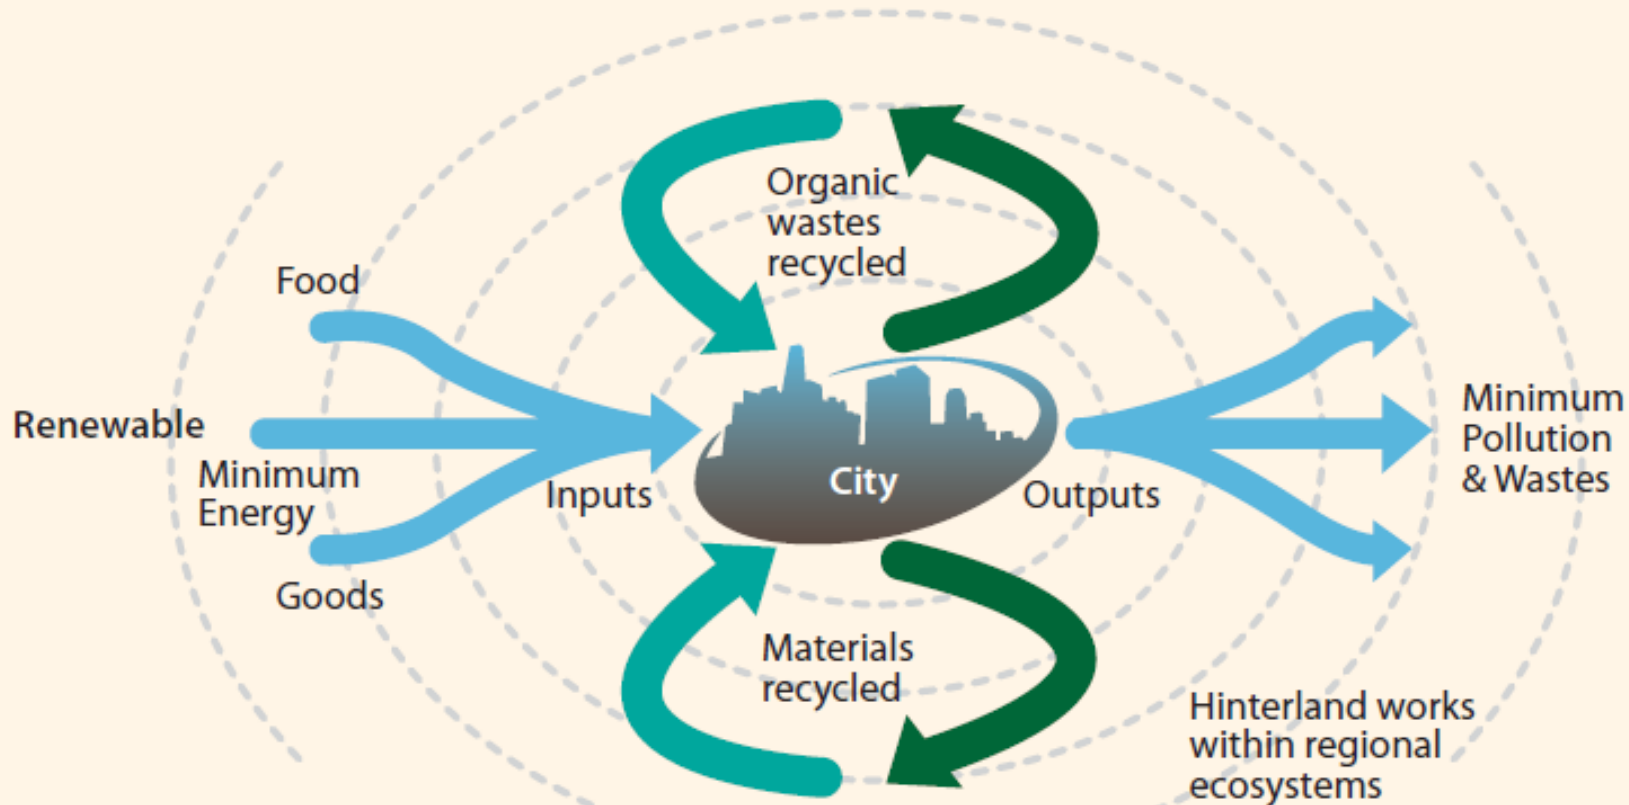 Organic
wastes
recycled
Food
Renewable
Minimum
Energy
Inputs
Goods
City
Outputs
Minimum
Pollution
& Wastes
Materials
recycled
Hinterland works
within regional
ecosystems